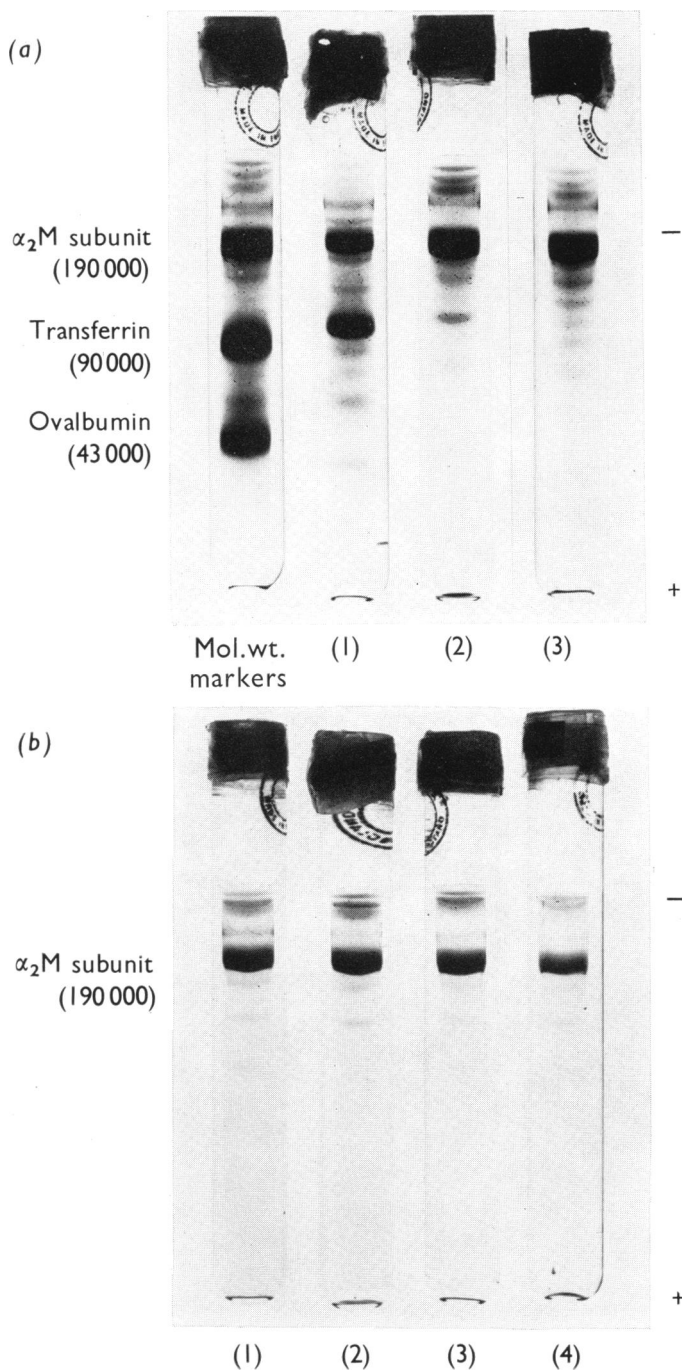 (a)
α₂M subunit
(190 000)
Transferrin
(90 000)
Ovalbumin
(43 000)
−
+
Mol.wt.
markers
(1)
(2)
(3)
(b)
α₂M subunit
(190 000)
−
+
(1)
(2)
(3)
(4)